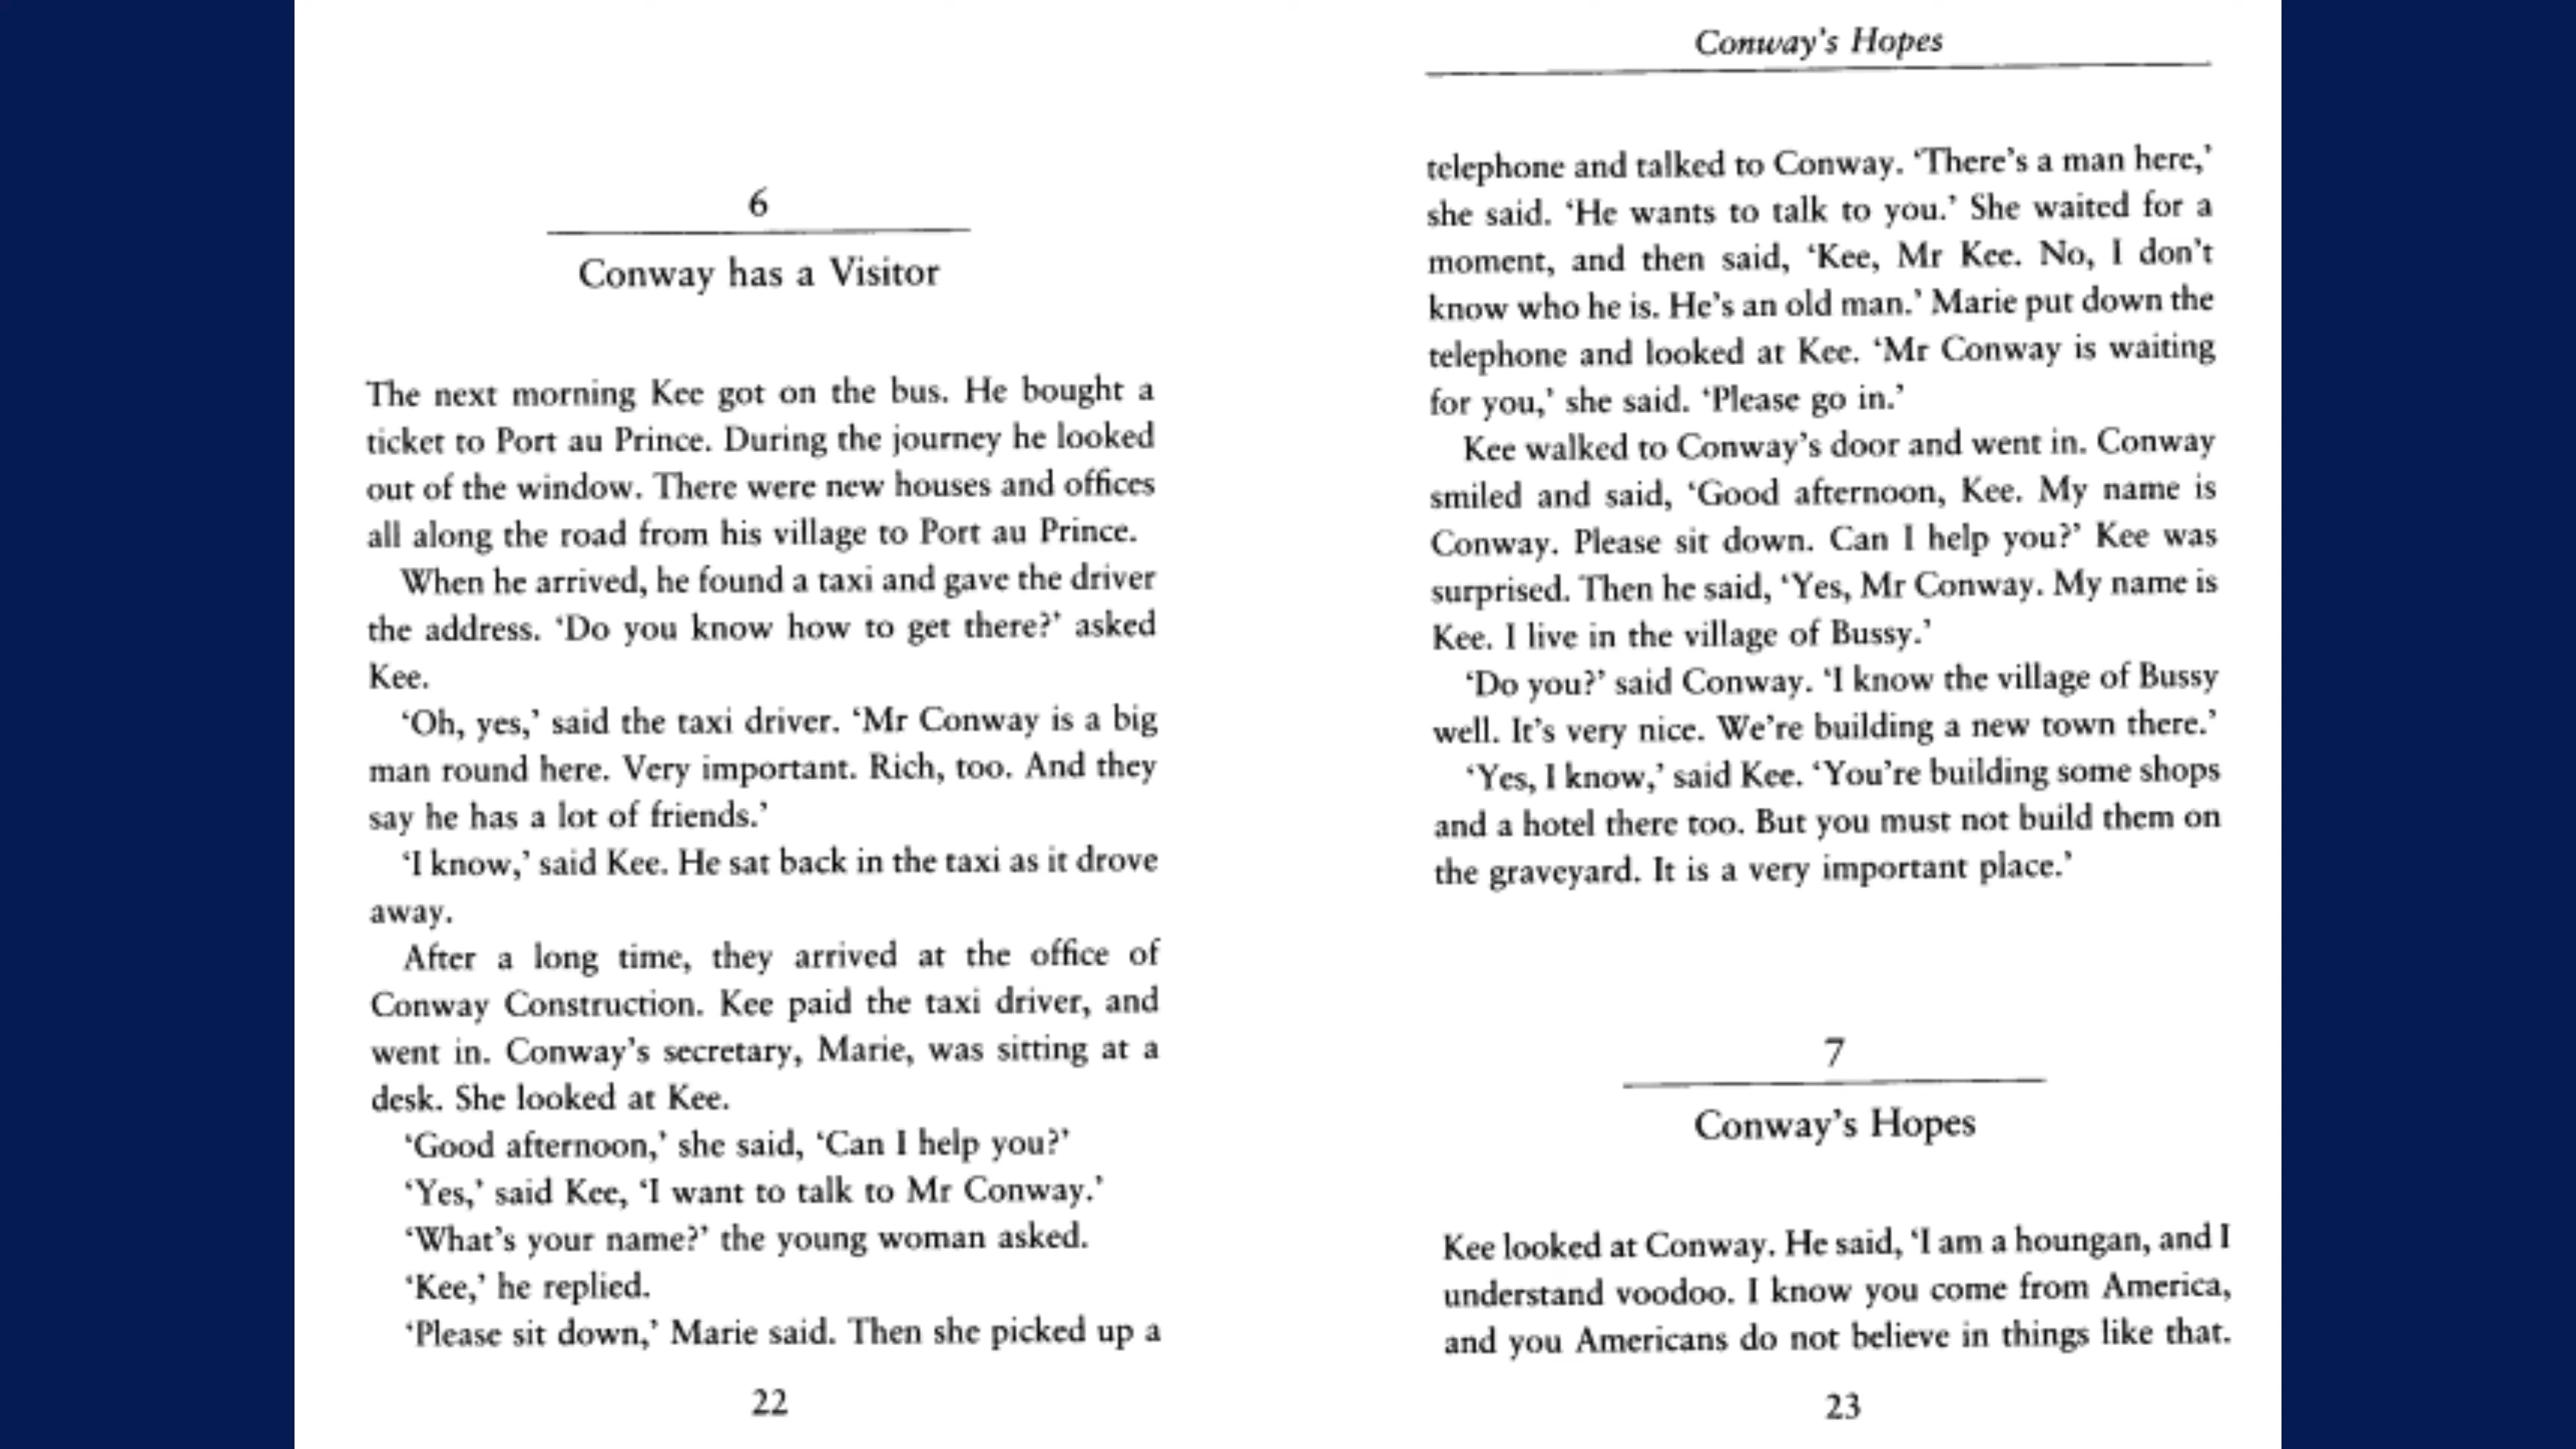 6
Conway has a Visitor
The next morning Kee got on the bus. He bought a
ticket to Port au Prince. During the journey he looked
out of the window. There were new houses and offices
all along the road from his village to Port au Prince.
When he arrived, he found a taxi and gave the driver
the address. ‘Do you know how to get there?’ asked
Kee.
‘Oh, yes,’ said the taxi driver. ‘Mr Conway is a big
man round here. Very important. Rich, too. And they
say he has a lot of friends.’
‘I know,’ said Kee. He sat back in the taxi as it drove
away.
After a long time, they arrived at the office of
Conway Construction. Kee paid the taxi driver, and
went in. Conway’s secretary, Marie, was sitting at a
desk. She looked at Kee.
‘Good afternoon,’ she said, ‘Can I help you?’
‘Yes,’ said Kee, ‘I want to talk to Mr Conway.’
‘What’s your name?’ the young woman asked.
‘Kee,’ he replied.
‘Please sit down,’ Marie said. Then she picked up a
22
Conway’s Hopes
telephone and talked to Conway. ‘There’s a man here,’
she said. ‘He wants to talk to you.’ She waited for a
moment, and then said, ‘Kee, Mr Kee. No, I don’t
know who he is. He’s an old man.’ Marie put down the
telephone and looked at Kee. ‘Mr Conway is waiting
for you,’ she said. ‘Please go in.’
Kee walked to Conway’s door and went in. Conway
smiled and said, ‘Good afternoon, Kee. My name is
Conway. Please sit down. Can I help you?’ Kee was
surprised. Then he said, ‘Yes, Mr Conway. My name is
Kee. I live in the village of Bussy.’
‘Do you?’ said Conway. ‘I know the village of Bussy
well. It’s very nice. We’re building a new town there.’
‘Yes, I know,’ said Kee. ‘You’re building some shops
and a hotel there too. But you must not build them on
the graveyard. It is a very important place.’
7
Conway’s Hopes
Kee looked at Conway. He said, ‘I am a houngan, and I
understand voodoo. I know you come from America,
and you Americans do not believe in things like that.
23